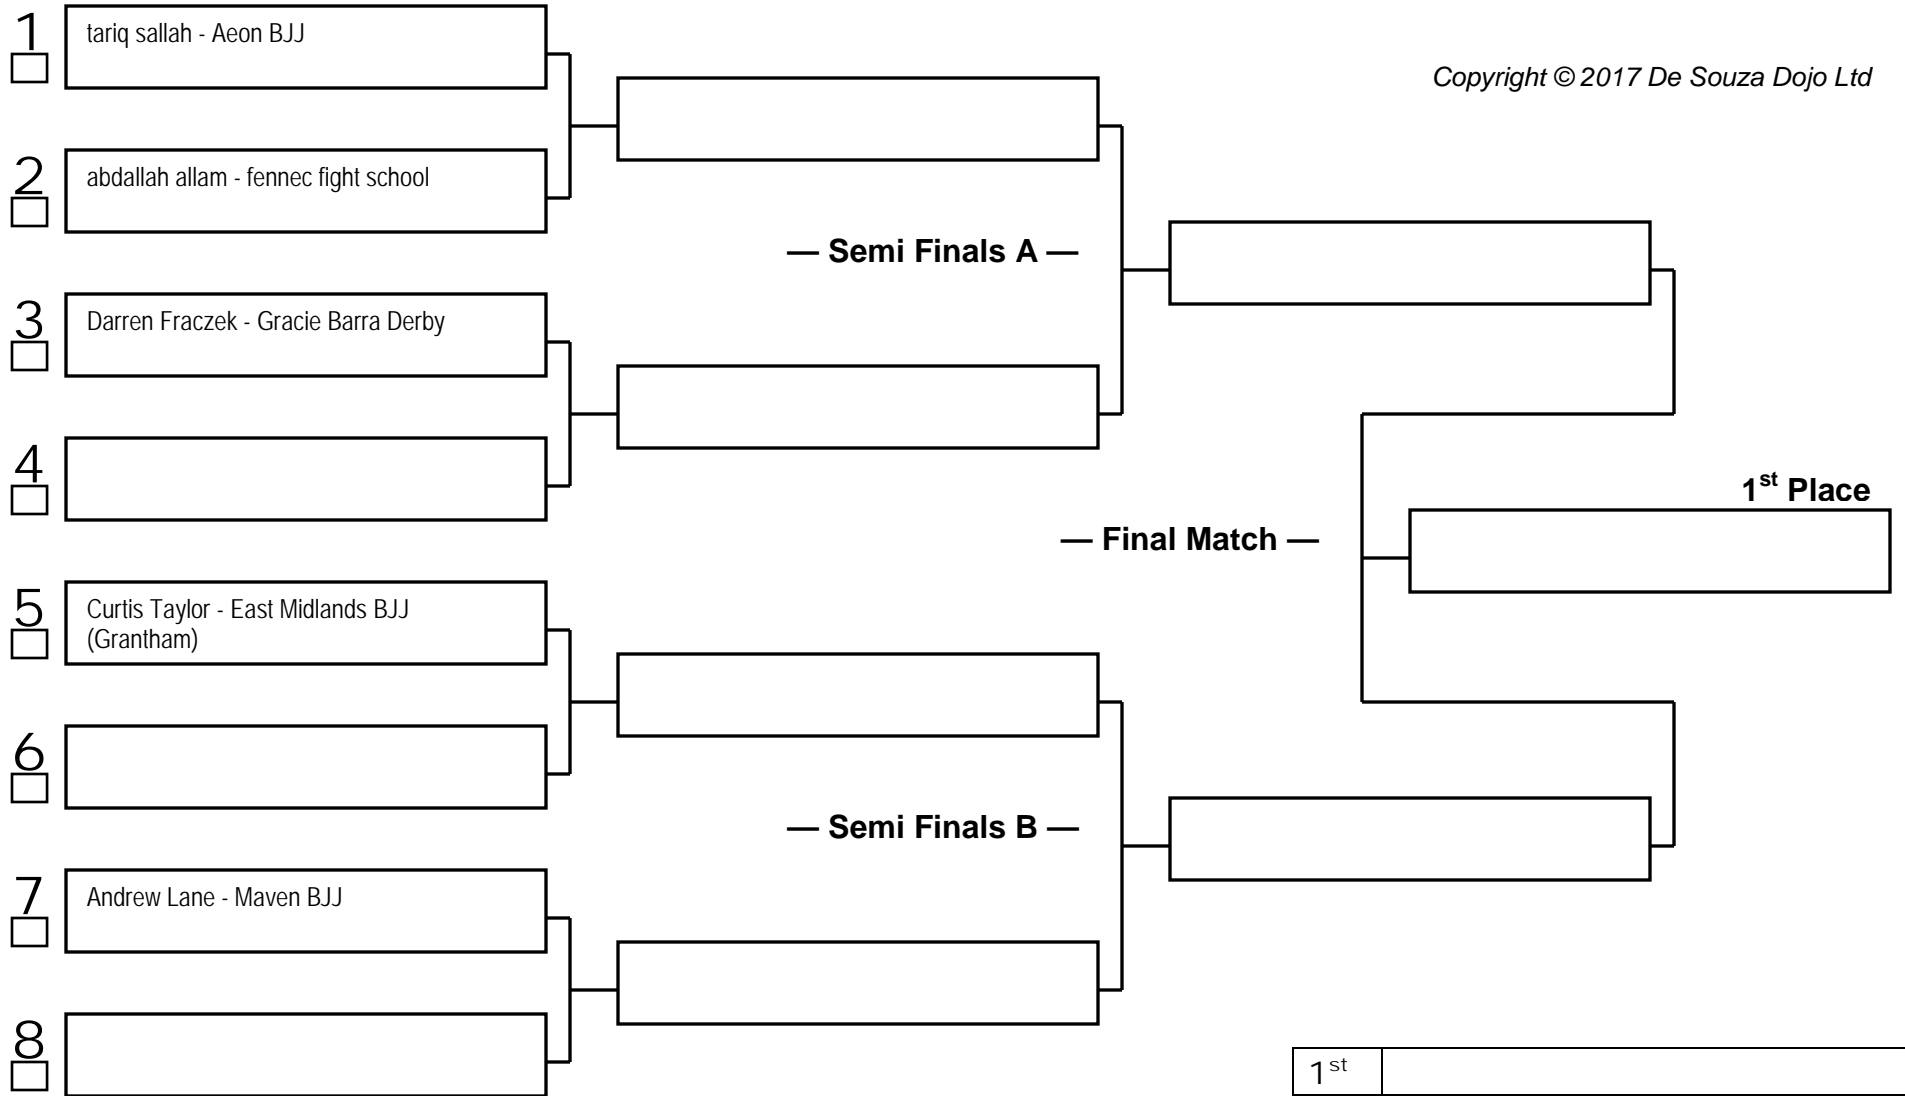 1
tariq sallah - Aeon BJJ
Copyright © 2017 De Souza Dojo Ltd
2
abdallah allam - fennec fight school
— Semi Finals A —
3
Darren Fraczek - Gracie Barra Derby
4
1st Place
— Final Match —
5
Curtis Taylor - East Midlands BJJ
(Grantham)
6
— Semi Finals B —
7
Andrew Lane - Maven BJJ
8
1st